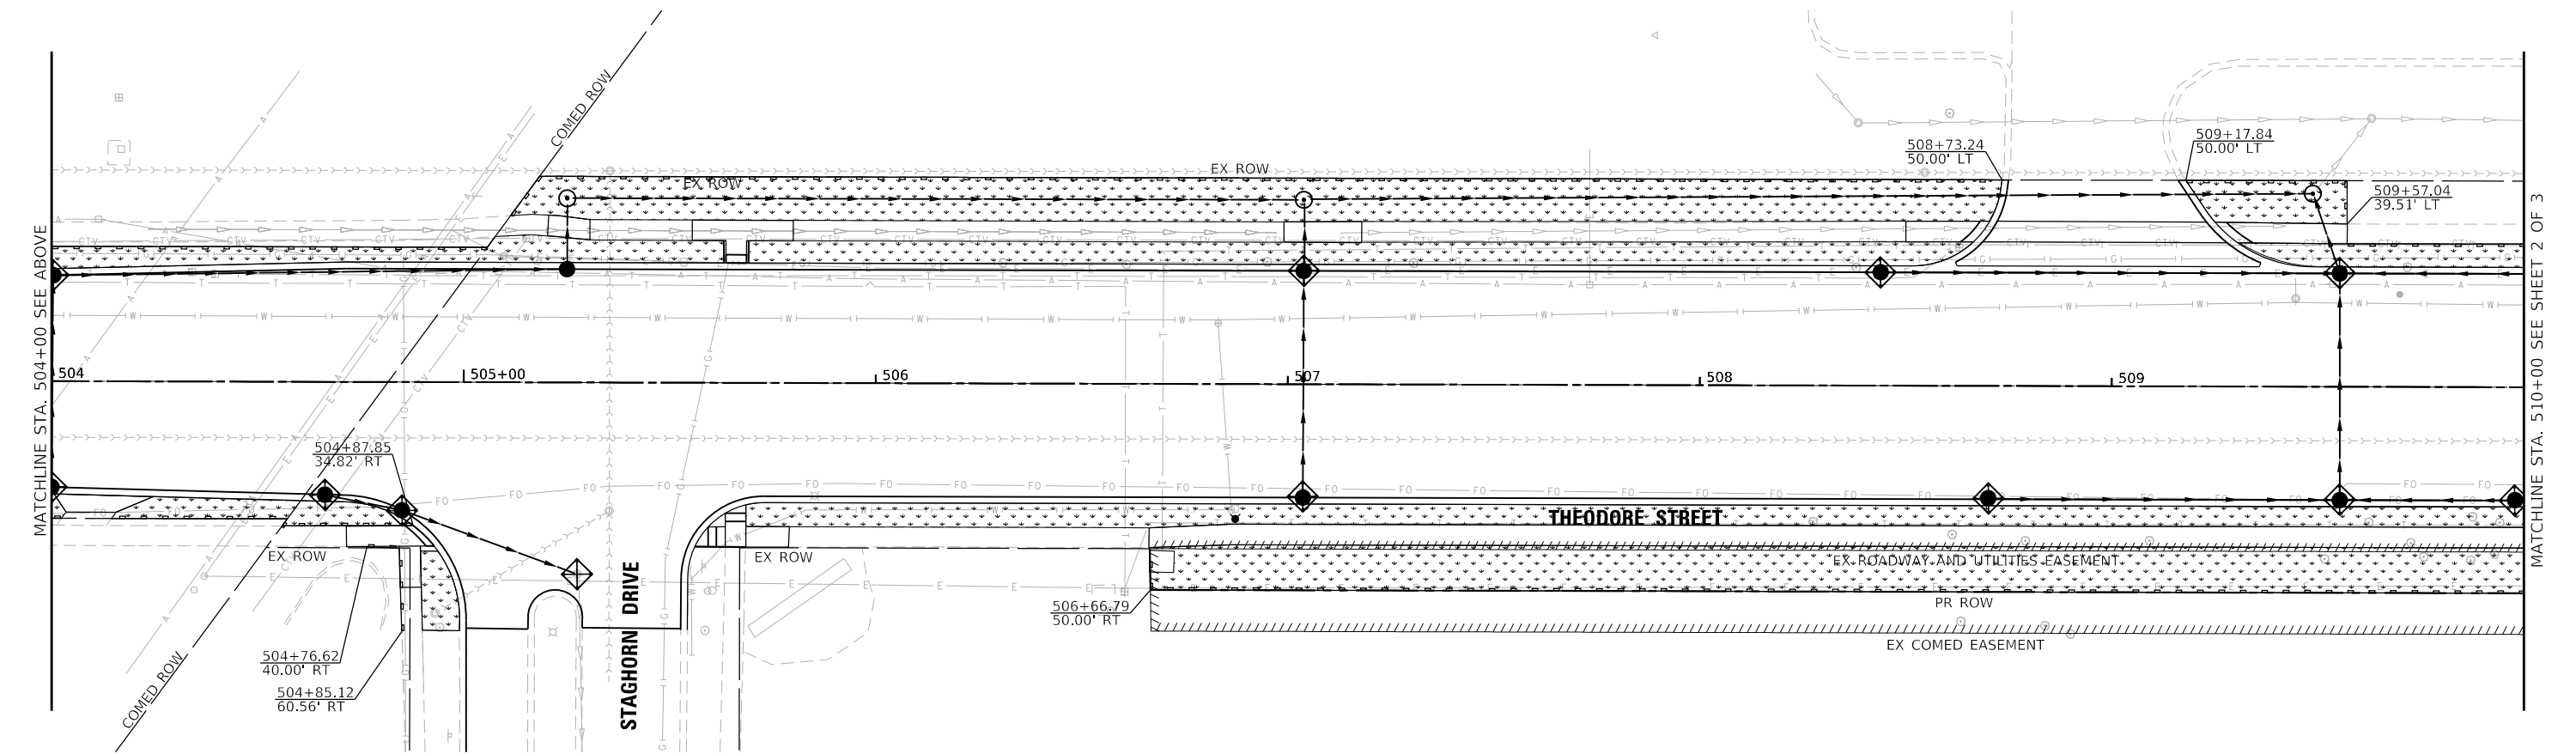 MATCHLINE STA. 504+00 SEE ABOVE
COMED ROW
EX ROW
EX ROW
508+73.24
50.00' LT
509+17.84
50.00' LT
509+57.04
39.51' LT
504
505+00
506
507
508
509
504+87.85
34.82' RT
THEODORE STREET
EX ROW
EX ROW
EX ROADWAY AND UTILITIES EASEMENT
PR ROW
506+66.79
50.00' RT
EX COMED EASEMENT
504+76.62
40.00' RT
504+85.12
60.56' RT
COMED ROW
STAGHORN DRIVE
MATCHLINE STA. 510+00 SEE SHEET 2 OF 3